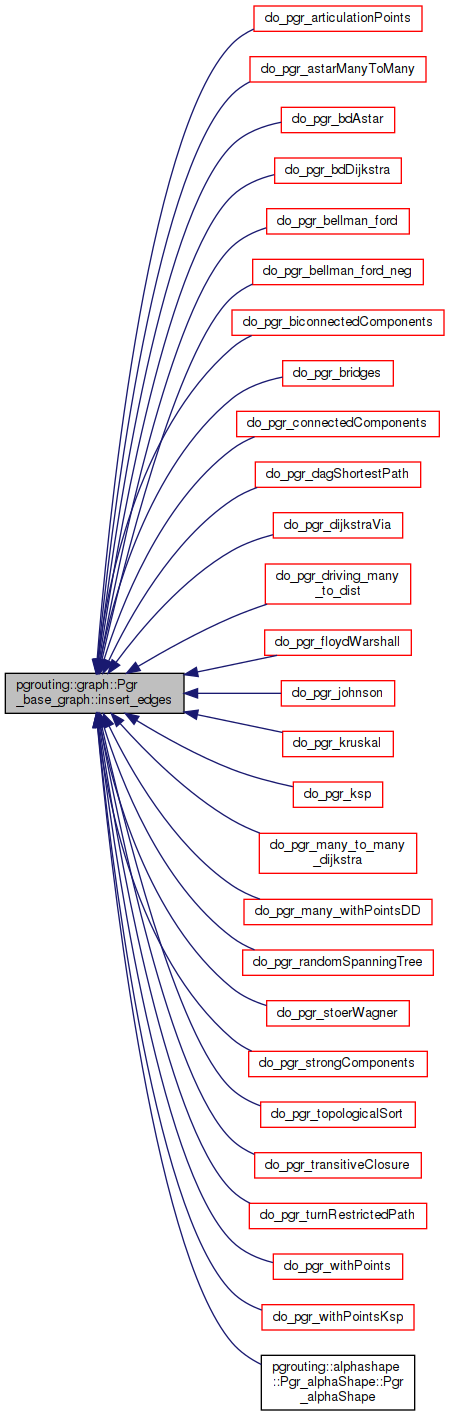 do_pgr_articulationPoints
do_pgr_astarManyToMany
do_pgr_bdAstar
do_pgr_bdDijkstra
do_pgr_bellman_ford
do_pgr_bellman_ford_neg
do_pgr_biconnectedComponents
do_pgr_bridges
do_pgr_connectedComponents
do_pgr_dagShortestPath
do_pgr_dijkstraVia
do_pgr_driving_many
_to_dist
do_pgr_floydWarshall
pgrouting::graph::Pgr
_base_graph::insert_edges
do_pgr_johnson
do_pgr_kruskal
do_pgr_ksp
do_pgr_many_to_many
_dijkstra
do_pgr_many_withPointsDD
do_pgr_randomSpanningTree
do_pgr_stoerWagner
do_pgr_strongComponents
do_pgr_topologicalSort
do_pgr_transitiveClosure
do_pgr_turnRestrictedPath
do_pgr_withPoints
do_pgr_withPointsKsp
pgrouting::alphashape
::Pgr_alphaShape::Pgr
_alphaShape